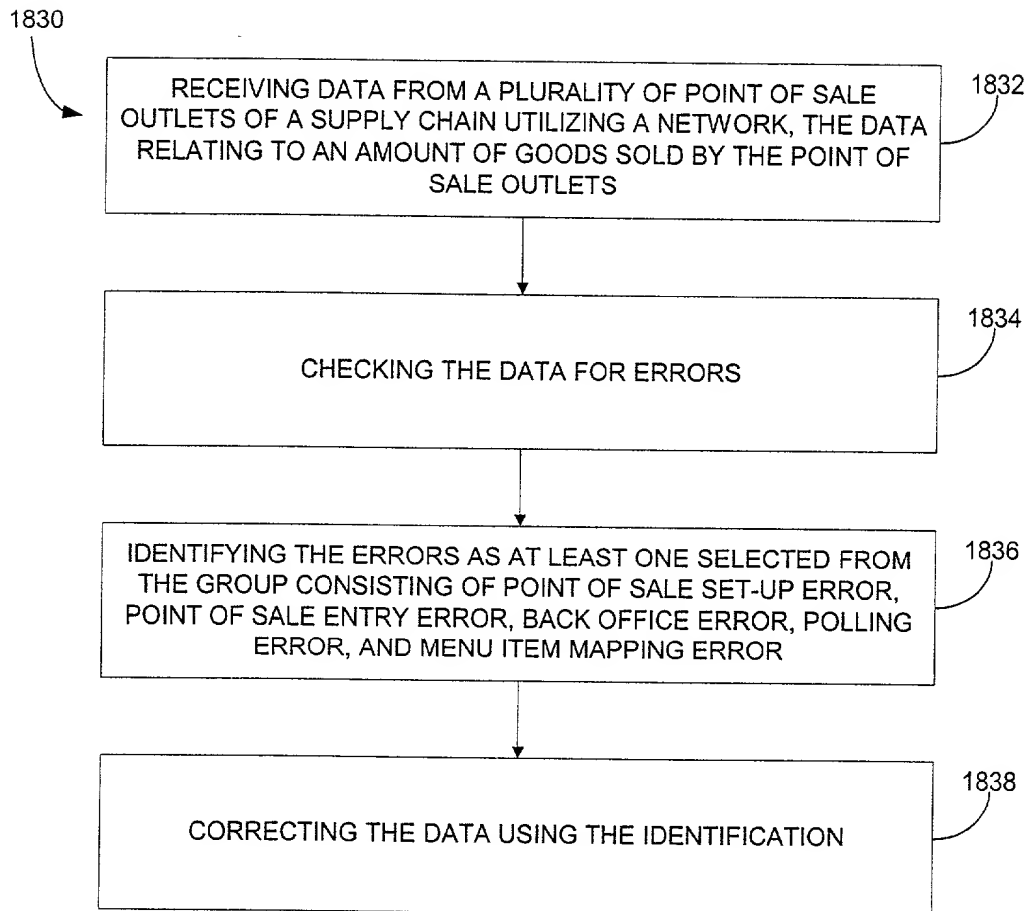 1830
RECEIVING DATA FROM A PLURALITY OF POINT OF SALE
OUTLETS OF A SUPPLY CHAIN UTILIZING A NETWORK, THE DATA
RELATING TO AN AMOUNT OF GOODS SOLD BY THE POINT OF
SALE OUTLETS
1832
CHECKING THE DATA FOR ERRORS
1834
IDENTIFYING THE ERRORS AS AT LEAST ONE SELECTED FROM
THE GROUP CONSISTING OF POINT OF SALE SET-UP ERROR,
POINT OF SALE ENTRY ERROR, BACK OFFICE ERROR, POLLING
ERROR, AND MENU ITEM MAPPING ERROR
1836
CORRECTING THE DATA USING THE IDENTIFICATION
1838